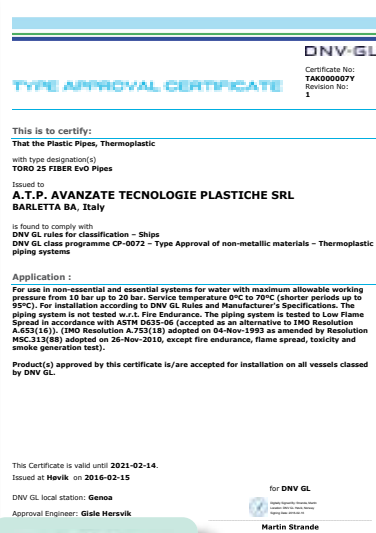 DNV·GL
Certificate No:
TAK000007Y
Revision No:
1
TYPE APPROVAL CERTIFICATE
This is to certify:
That the Plastic Pipes, Thermoplastic
with type designation(s)
TORO 25 FIBER EvO Pipes
Issued to
A.T.P. AVANZATE TECNOLOGIE PLASTICHE SRL
BARLETTA BA, Italy
is found to comply with
DNV GL rules for classification – Ships
DNV GL class programme CP-0072 – Type Approval of non-metallic materials – Thermoplastic
piping systems
Application :
For use in non-essential and essential systems for water with maximum allowable working
pressure from 10 bar up to 20 bar. Service temperature 0ºC to 70ºC (shorter periods up to
95ºC). For installation according to DNV GL Rules and Manufacturer's Specifications. The
piping system is not tested w.r.t. Fire Endurance. The piping system is tested to Low Flame
Spread in accordance with ASTM D635-06 (accepted as an alternative to IMO Resolution
A.653(16)). (IMO Resolution A.753(18) adopted on 04-Nov-1993 as amended by Resolution
MSC.313(88) adopted on 26-Nov-2010, except fire endurance, flame spread, toxicity and
smoke generation test).
Product(s) approved by this certificate is/are accepted for installation on all vessels classed
by DNV GL.
This Certificate is valid until 2021-02-14.
Issued at Høvik on 2016-02-15
for DNV GL
DNV GL local station: Genoa
Approval Engineer: Gisle Hersvik
Martin Strande